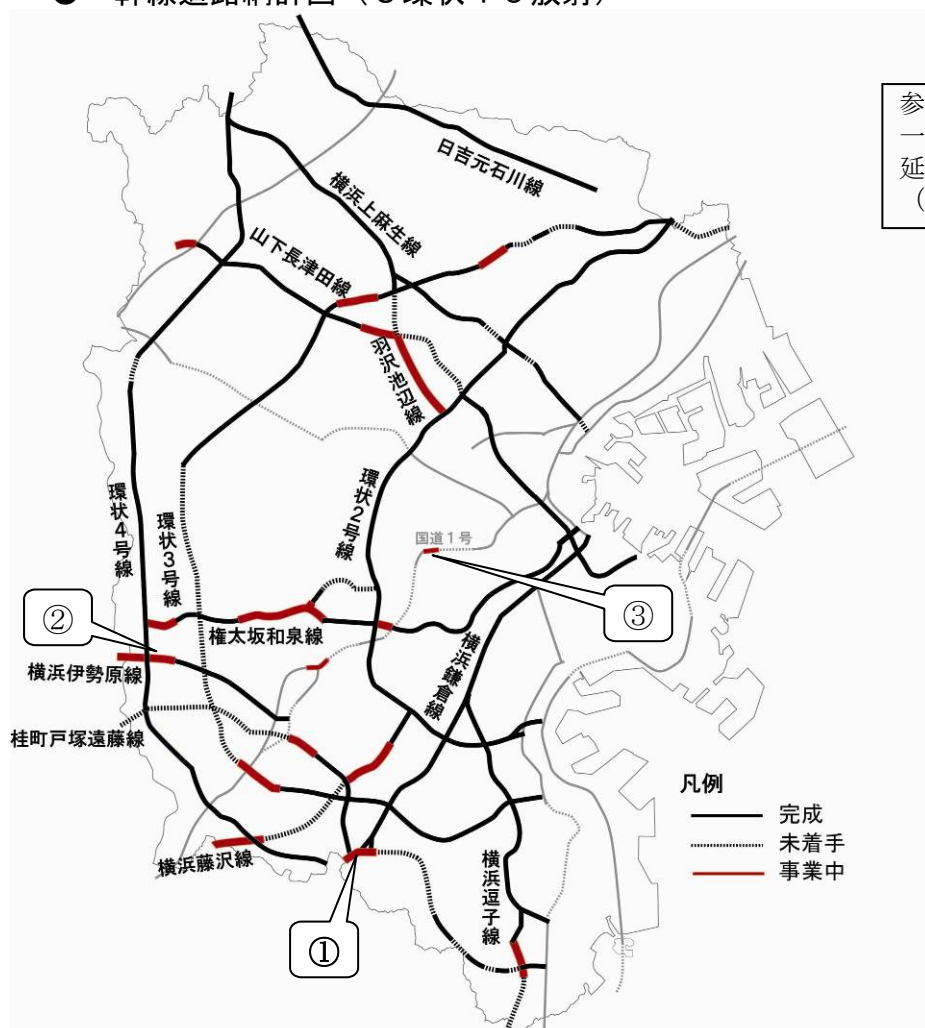 幹線道路網計画(3環状10放射)
参
一
延
(
日吉元石川線
横浜上麻生線
山下長津田線
羽沢池辺線
環状4号線
環状3号線
環状2号線
国道1号
②
③
権太坂和泉線
横浜鎌倉線
横浜伊勢原線
桂町戸塚遠藤線
凡例
完成
未着手
事業中
横浜藤沢線
横浜逗子線
①